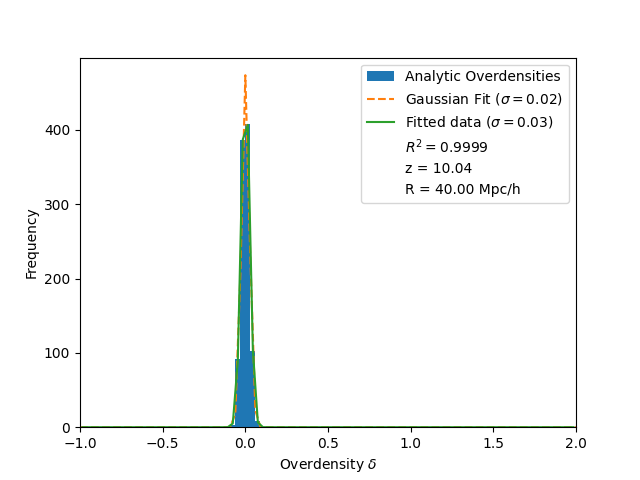 Analytic Overdensities
Gaussian Fit (σ = 0.02)
Fitted data (σ = 0.03)
R² = 0.9999
z = 10.04
R = 40.00 Mpc/h
Frequency
400
300
200
100
0
−1.0 −0.5 0.0 0.5 1.0 1.5 2.0
Overdensity δ